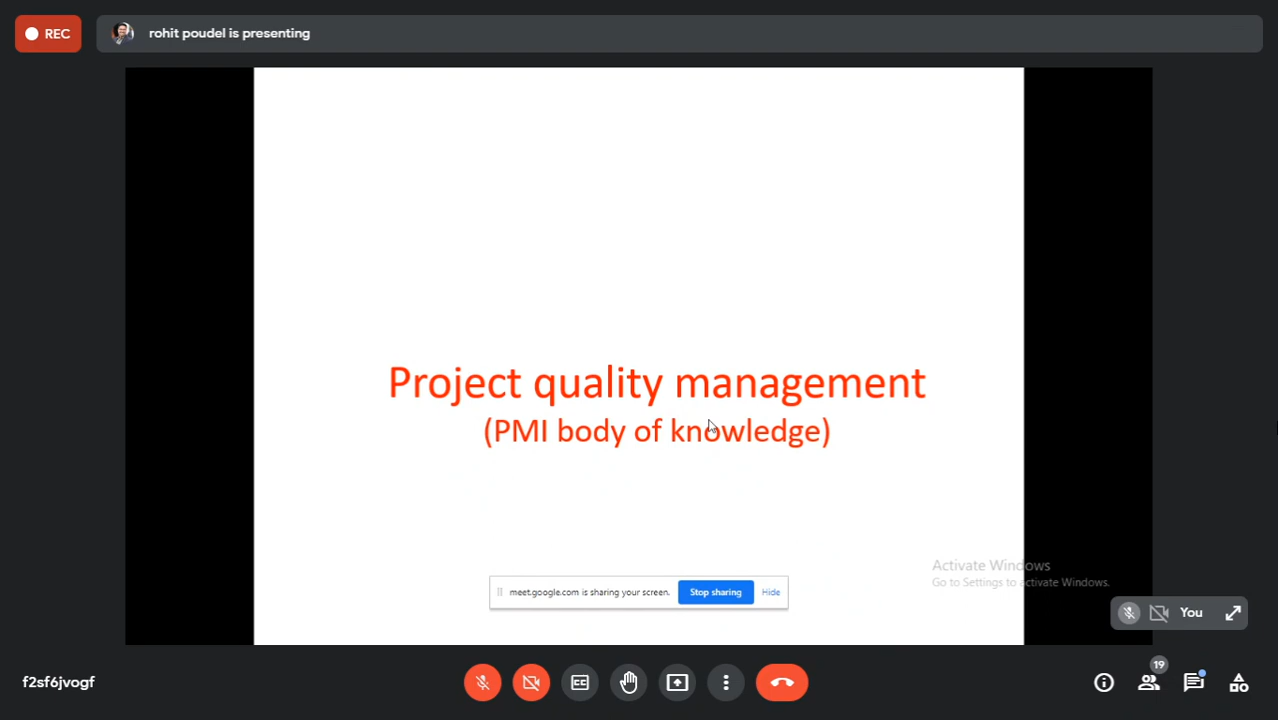 REC
rohit poudel is presenting
Project quality management
(PMI body of knowledge)
Activate Windows
Go to Settings to activate Windows.
meet.google.com is sharing your screen.
Stop sharing
Hide
You
f2sf6jvogf
CC
19